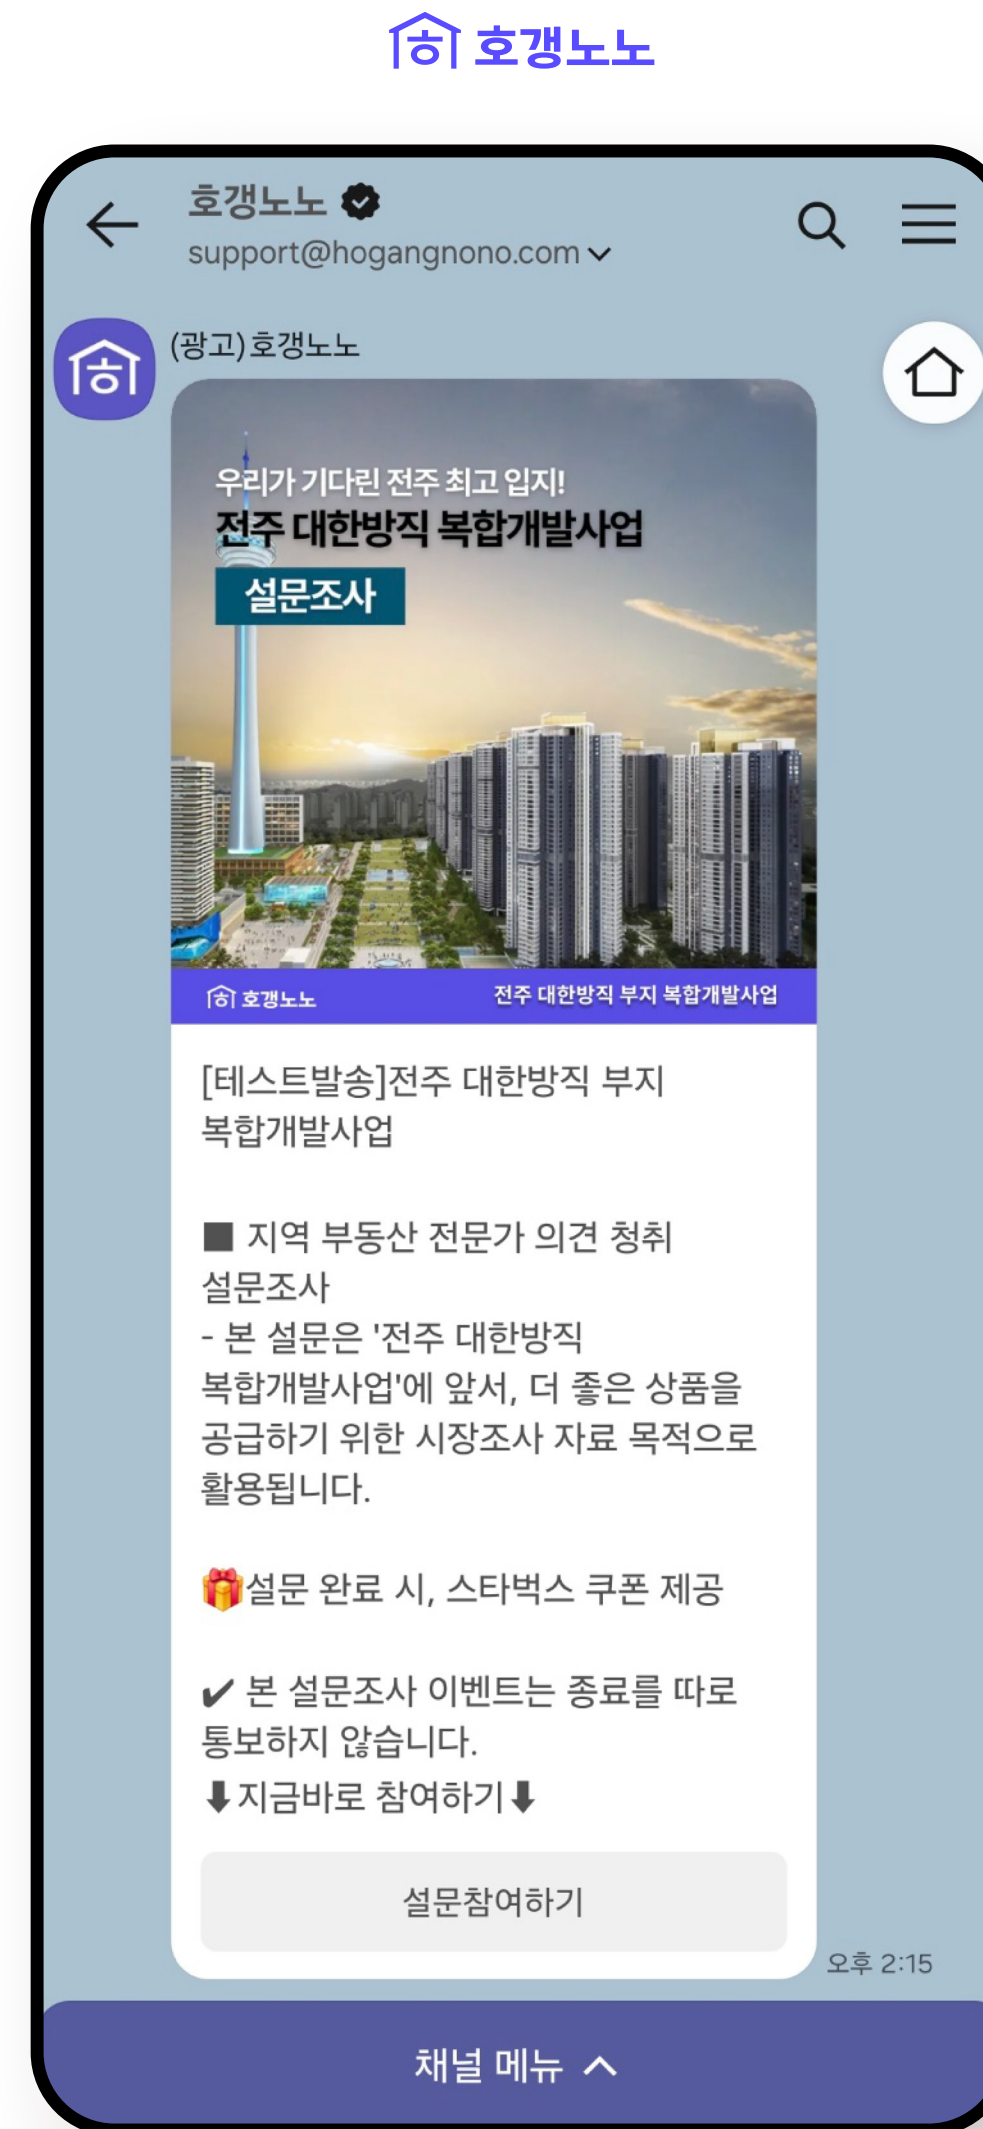 호갱노노
호갱노노
support@hogangnono.com
(광고) 호갱노노
우리가 기다린 전주 최고 입지!
전주 대한방직 복합개발사업
설문조사
호갱노노
전주 대한방직 부지 복합개발사업
[테스트발송]전주 대한방직 부지
복합개발사업
■ 지역 부동산 전문가 의견 청취
설문조사
- 본 설문은 '전주 대한방직
복합개발사업'에 앞서, 더 좋은 상품을
공급하기 위한 시장조사 자료 목적으로
활용됩니다.
🎁설문 완료 시, 스타벅스 쿠폰 제공
✔ 본 설문조사 이벤트는 종료를 따로
통보하지 않습니다.
⬇지금바로 참여하기⬇
설문참여하기
오후 2:15
채널 메뉴